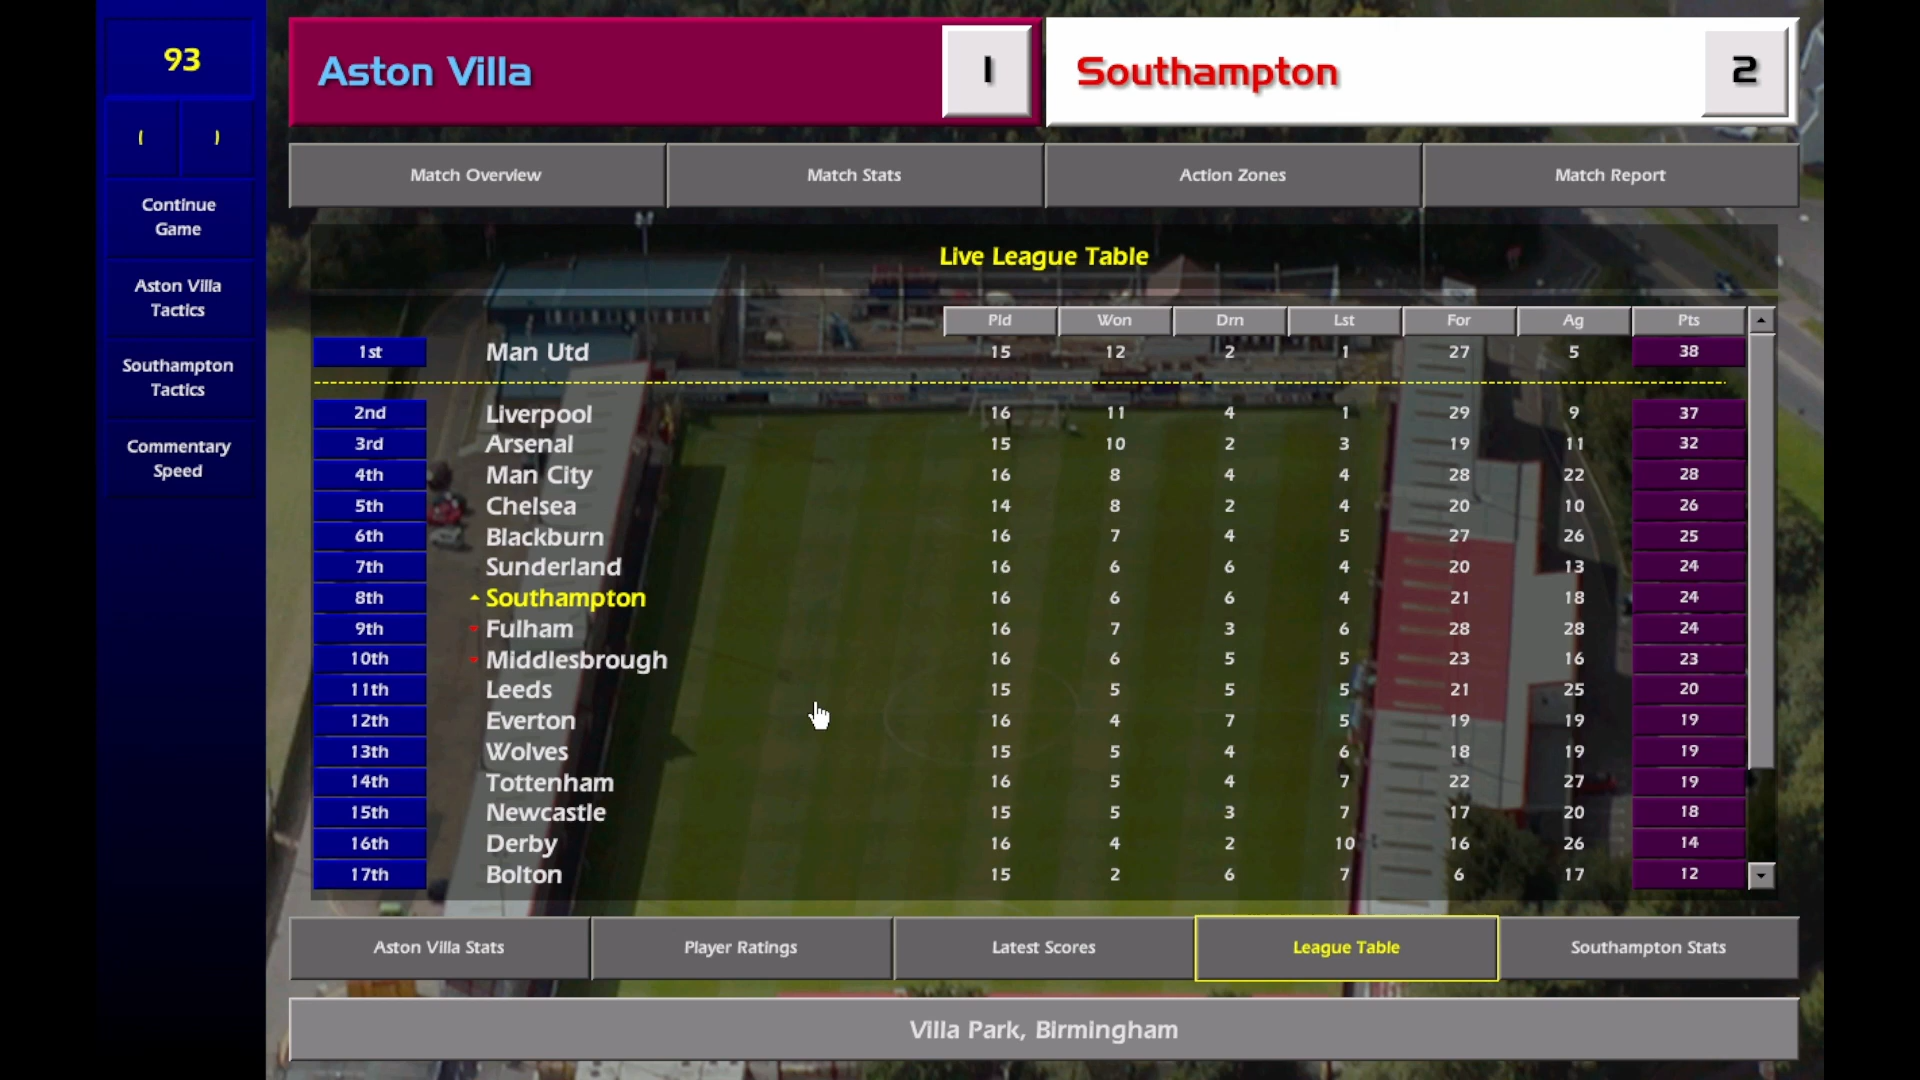 93
Aston Villa 1 Southampton 2
( )
Continue
Game
Aston Villa
Tactics
Southampton
Tactics
Commentary
Speed
Match Overview Match Stats Action Zones Match Report
Live League Table
Pld Won Drn Lst For Ag Pts
1st Man Utd 15 12 2 1 27 5 38
2nd Liverpool 16 11 4 1 29 9 37
3rd Arsenal 15 10 2 3 19 11 32
4th Man City 16 8 4 4 28 22 28
5th Chelsea 14 8 2 4 20 10 26
6th Blackburn 16 7 4 5 27 26 25
7th Sunderland 16 6 6 4 20 13 24
8th Southampton 16 6 6 4 21 18 24
9th Fulham 16 7 3 6 28 28 24
10th Middlesbrough 16 6 5 5 23 16 23
11th Leeds 15 5 5 5 21 25 20
12th Everton 16 4 7 5 19 19 19
13th Wolves 15 5 4 6 18 19 19
14th Tottenham 16 5 4 7 22 27 19
15th Newcastle 15 5 3 7 17 20 18
16th Derby 16 4 2 10 16 26 14
17th Bolton 15 2 6 7 6 17 12
Aston Villa Stats Player Ratings Latest Scores League Table Southampton Stats
Villa Park, Birmingham